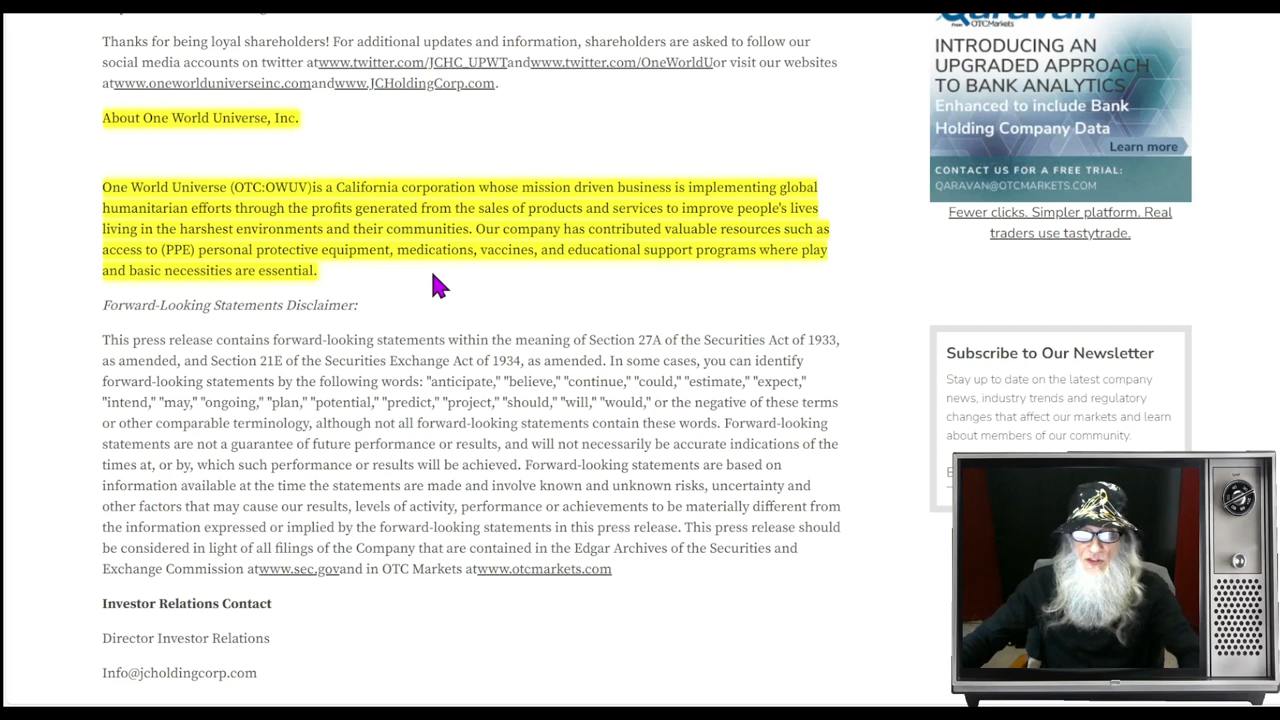 Thanks for being loyal shareholders! For additional updates and information, shareholders are asked to follow our
social media accounts on twitter atwww.twitter.com/JCHC_UPWTandwww.twitter.com/OneWorldUor visit our websites
atwww.oneworlduniverseinc.comandwww.JCHoldingCorp.com.
About One World Universe, Inc.
One World Universe (OTC:OWUV)is a California corporation whose mission driven business is implementing global
humanitarian efforts through the profits generated from the sales of products and services to improve people's lives
living in the harshest environments and their communities. Our company has contributed valuable resources such as
access to (PPE) personal protective equipment, medications, vaccines, and educational support programs where play
and basic necessities are essential.
Forward-Looking Statements Disclaimer:
This press release contains forward-looking statements within the meaning of Section 27A of the Securities Act of 1933,
as amended, and Section 21E of the Securities Exchange Act of 1934, as amended. In some cases, you can identify
forward-looking statements by the following words: "anticipate," "believe," "continue," "could," "estimate," "expect,"
"intend," "may," "ongoing," "plan," "potential," "predict," "project," "should," "will," "would," or the negative of these terms
or other comparable terminology, although not all forward-looking statements contain these words. Forward-looking
statements are not a guarantee of future performance or results, and will not necessarily be accurate indications of the
times at, or by, which such performance or results will be achieved. Forward-looking statements are based on
information available at the time the statements are made and involve known and unknown risks, uncertainty and
other factors that may cause our results, levels of activity, performance or achievements to be materially different from
the information expressed or implied by the forward-looking statements in this press release. This press release should
be considered in light of all filings of the Company that are contained in the Edgar Archives of the Securities and
Exchange Commission atwww.sec.govand in OTC Markets atwww.otcmarkets.com
Investor Relations Contact
Director Investor Relations
Info@jcholdingcorp.com
Qaravan
From OTCMarkets
INTRODUCING AN
UPGRADED APPROACH
TO BANK ANALYTICS
Enhanced to include Bank
Holding Company Data
Learn more
CONTACT US FOR A FREE TRIAL:
QARAVAN@OTCMARKETS.COM
Fewer clicks. Simpler platform. Real
traders use tastytrade.
Subscribe to Our Newsletter
Stay up to date on the latest company
news, industry trends and regulatory
changes that affect our markets and learn
about members of our community.